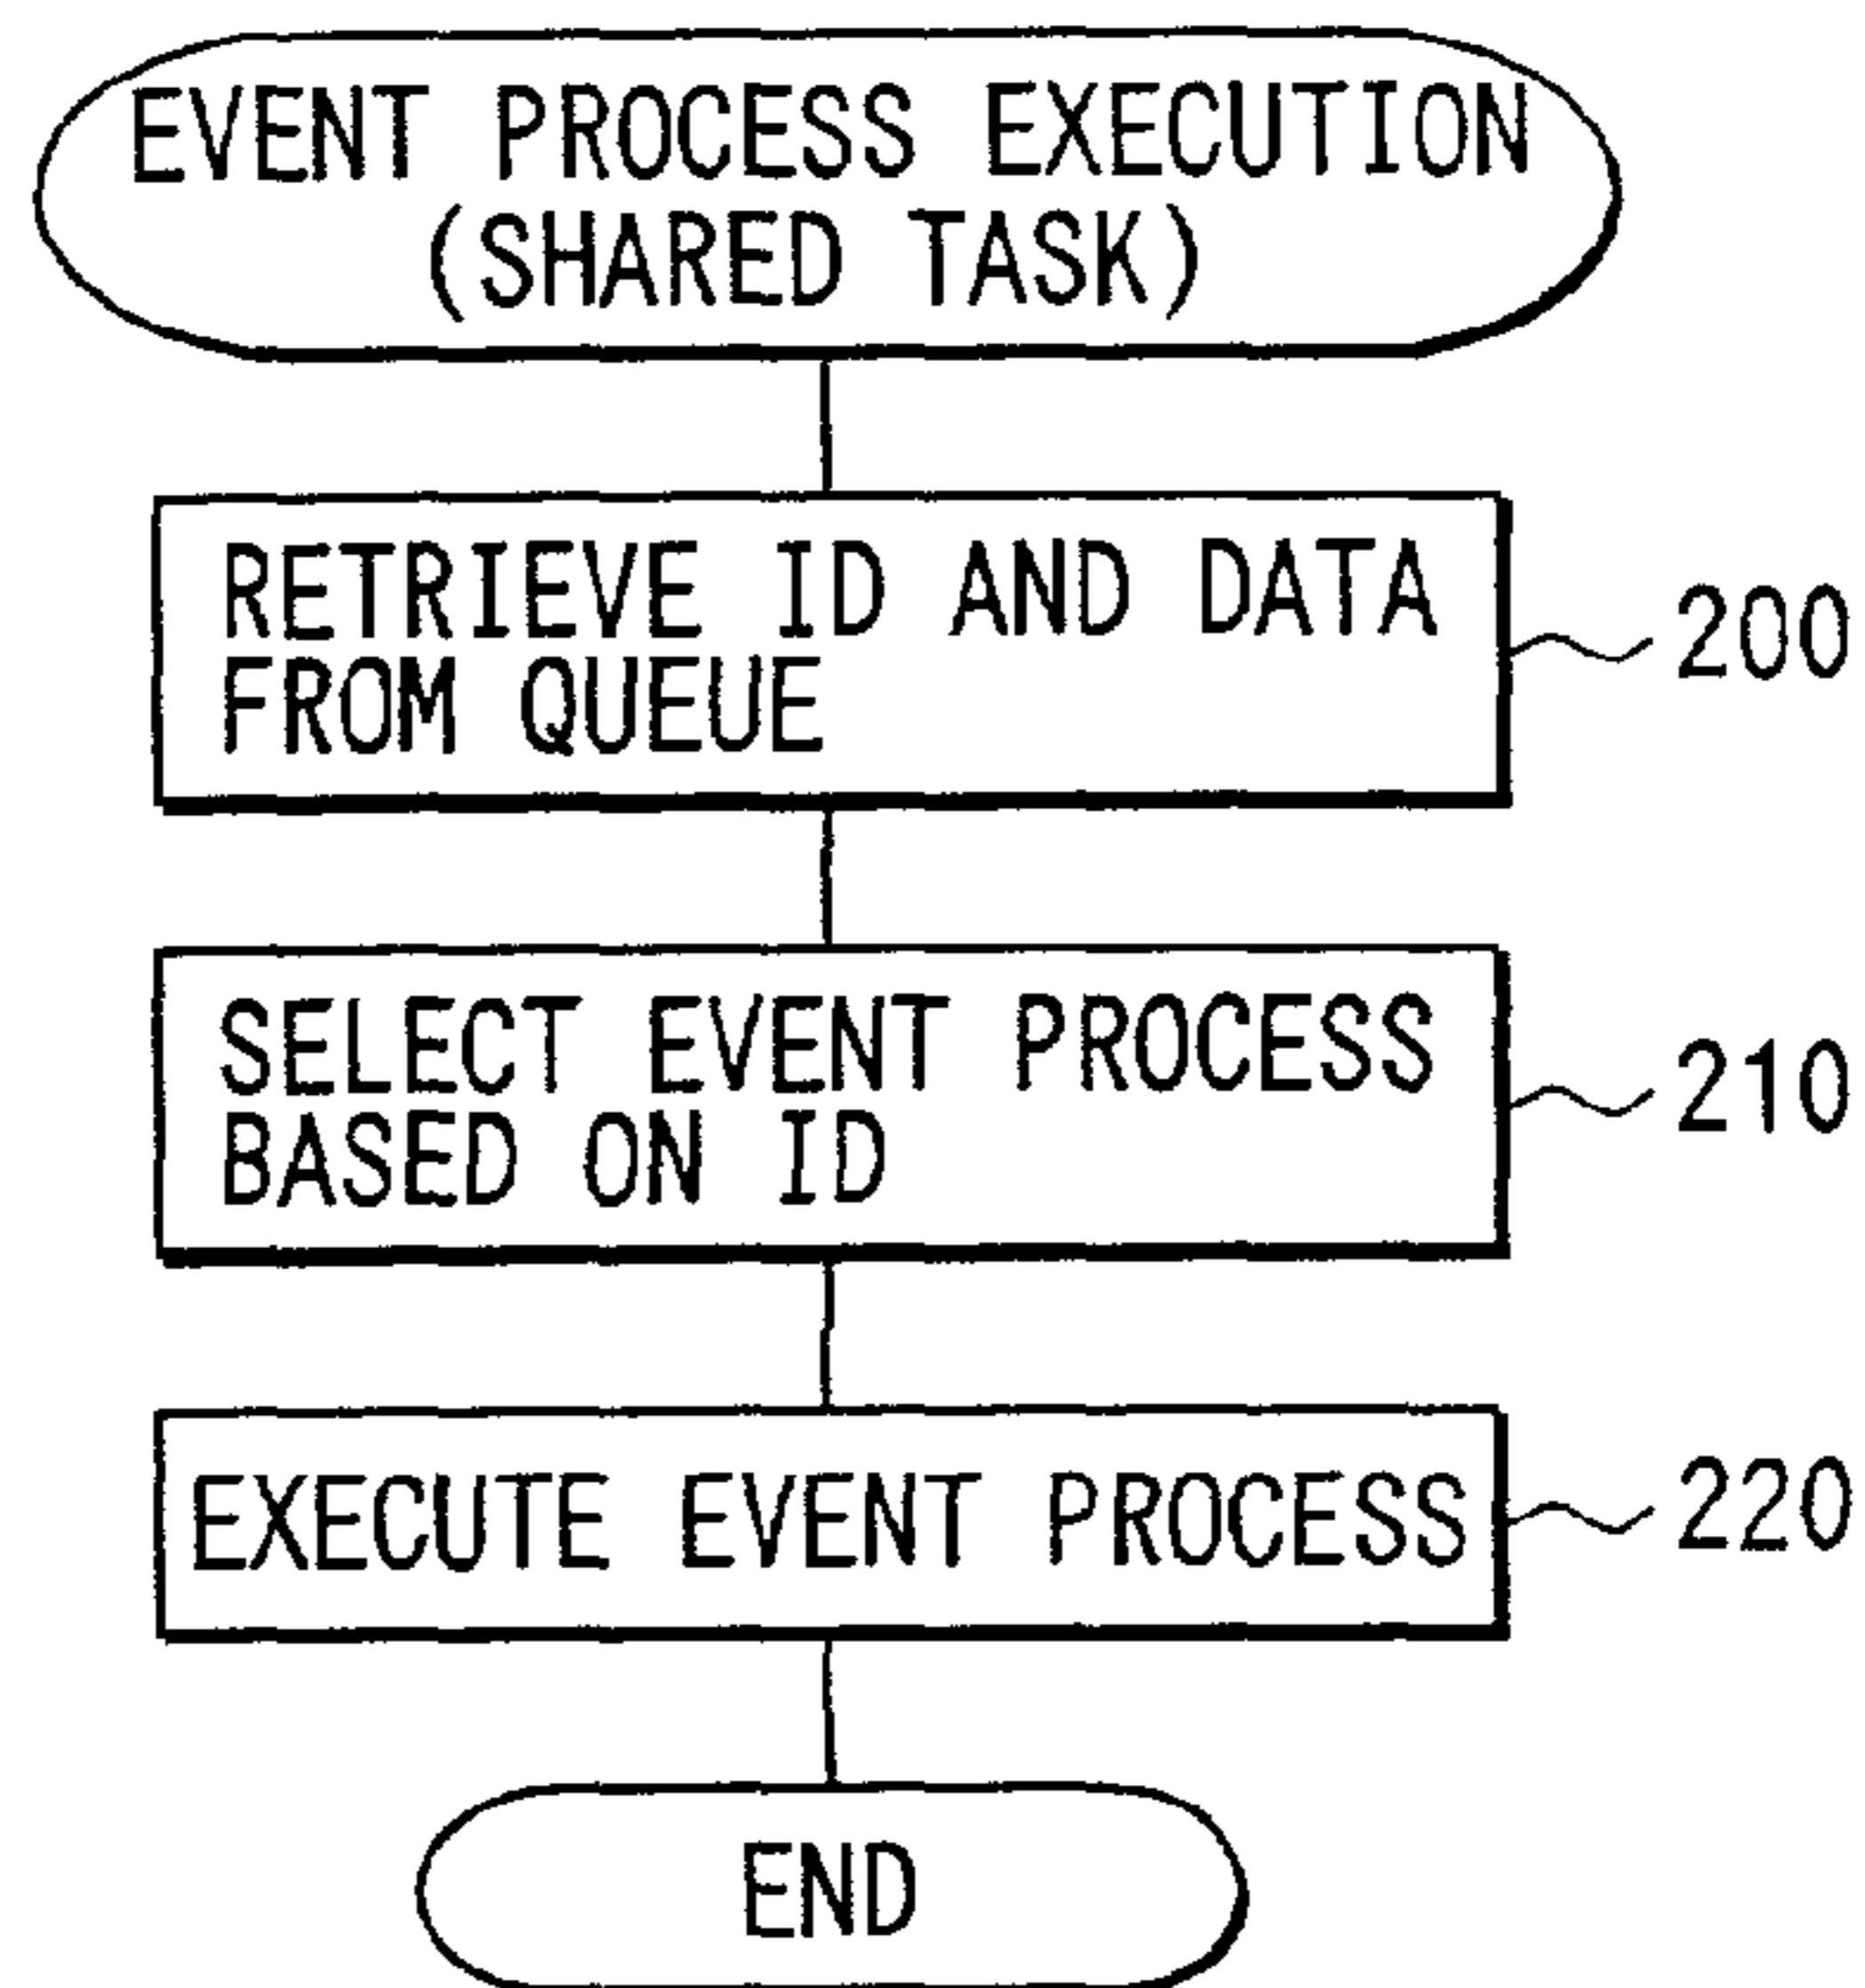 EVENT PROCESS EXECUTION
(SHARED TASK)
RETRIEVE ID AND DATA
FROM QUEUE
200
SELECT EVENT PROCESS
BASED ON ID
210
EXECUTE EVENT PROCESS
220
END